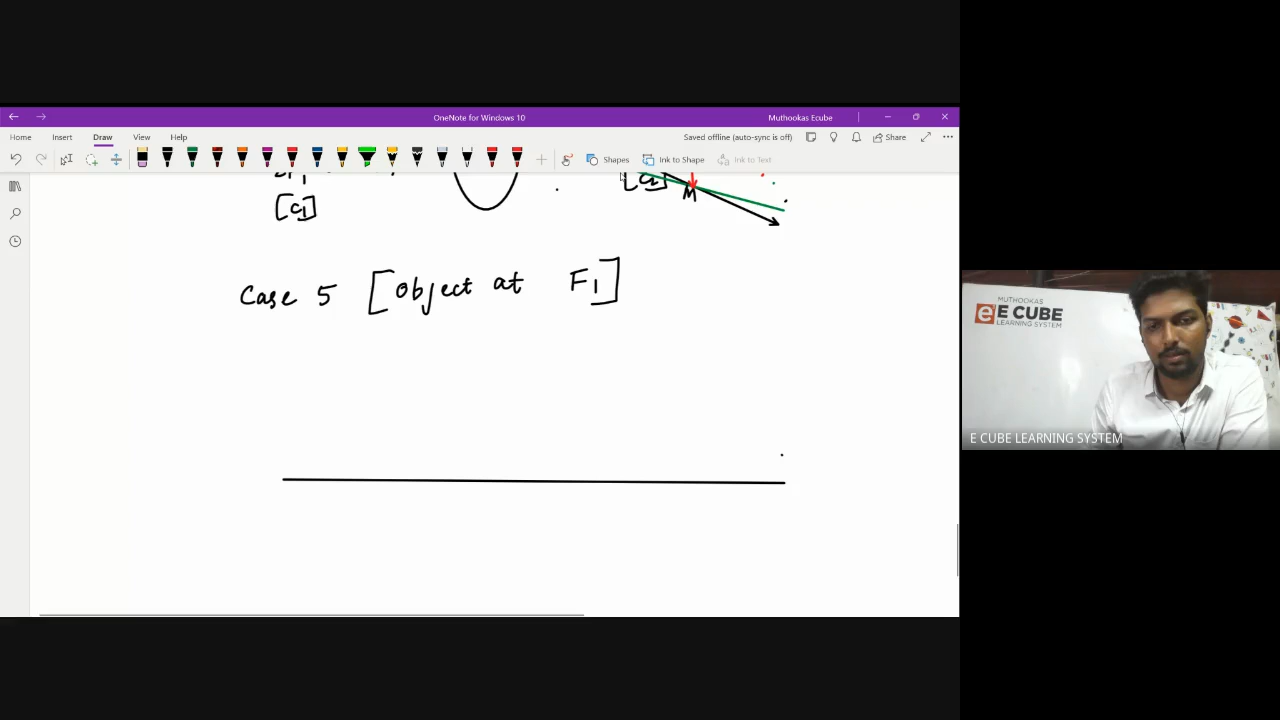 OneNote for Windows 10
Muthookas Ecube
Home Insert Draw View Help
Saved offline (auto-sync is off) Share
Shapes Ink to Shape Ink to Text
[C1]
[C2]
M
Case 5 [Object at F1]
MUTHOOKAS
e E CUBE
LEARNING SYSTEM
E CUBE LEARNING SYSTEM